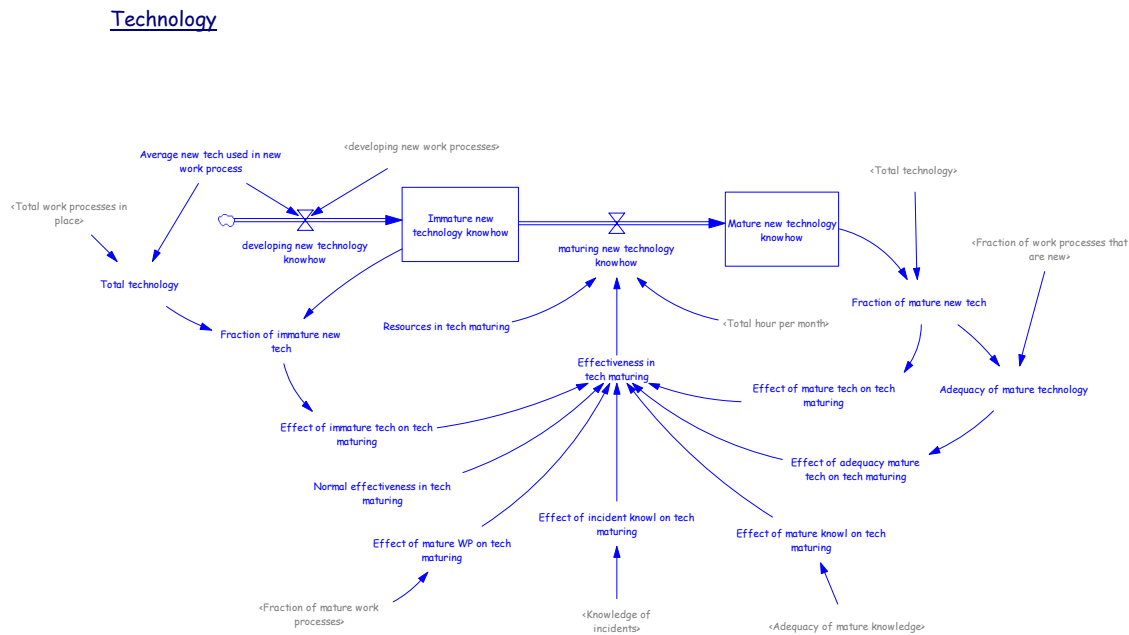 Technology
<developing new work processes>
Average new tech used in new
work process
<Total technology>
<Total work processes in
place>
Immature new
technology knowhow
Mature new technology
knowhow
developing new technology
knowhow
maturing new technology
knowhow
<Fraction of work processes that
are new>
Total technology
Fraction of mature new tech
Fraction of immature new
tech
Resources in tech maturing
<Total hour per month>
Effectiveness in
tech maturing
Effect of mature tech on tech
maturing
Adequacy of mature technology
Effect of immature tech on tech
maturing
Effect of adequacy mature
tech on tech maturing
Normal effectiveness in tech
maturing
Effect of incident knowl on tech
maturing
Effect of mature WP on tech
maturing
Effect of mature knowl on tech
maturing
<Fraction of mature work
processes>
<Knowledge of
incidents>
<Adequacy of mature knowledge>